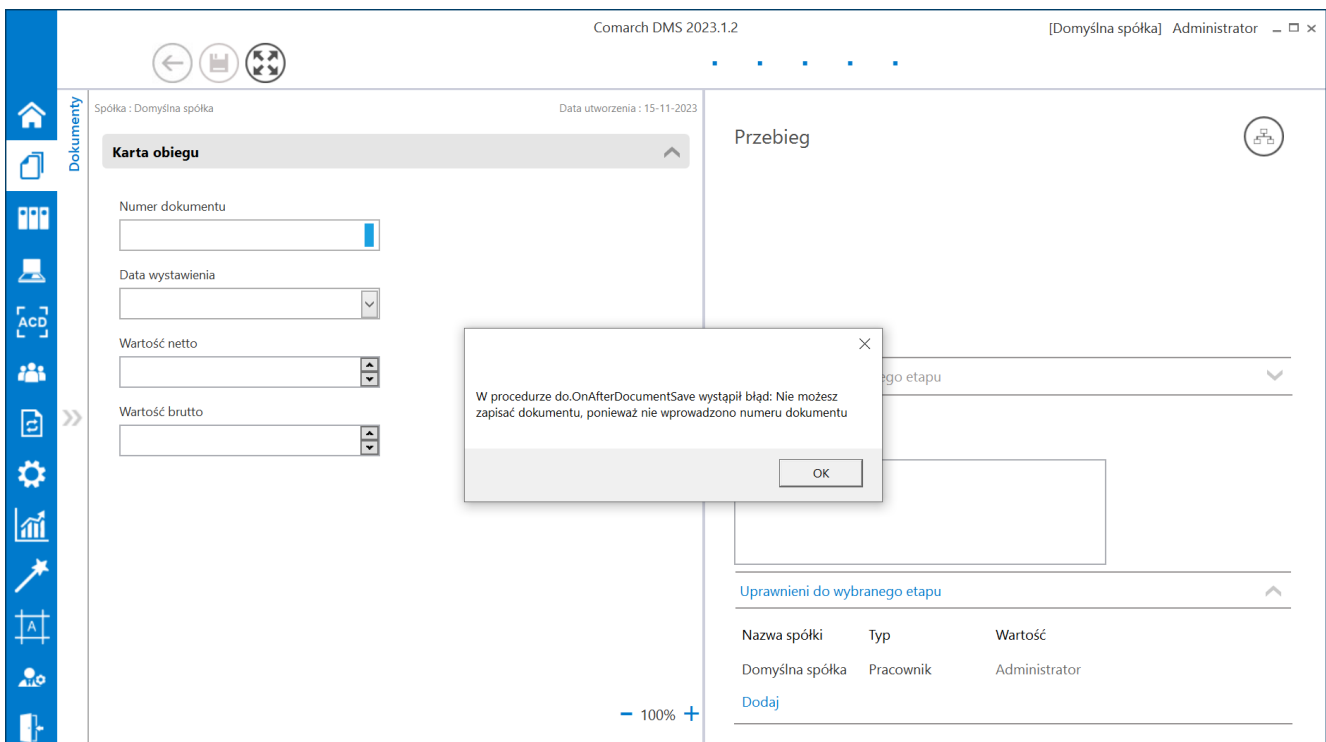 Comarch DMS 2023.1.2
[Domyślna spółka] Administrator
Dokumenty
Spółka : Domyślna spółka
Data utworzenia : 15-11-2023
Karta obiegu
Numer dokumentu
Data wystawienia
Wartość netto
Wartość brutto
ACD
A
100%
Przebieg
ego etapu
W procedurze do.OnAfterDocumentSave wystąpił błąd: Nie możesz
zapisać dokumentu, ponieważ nie wprowadzono numeru dokumentu
OK
Uprawnieni do wybranego etapu
Nazwa spółki Typ Wartość
Domyślna spółka Pracownik Administrator
Dodaj